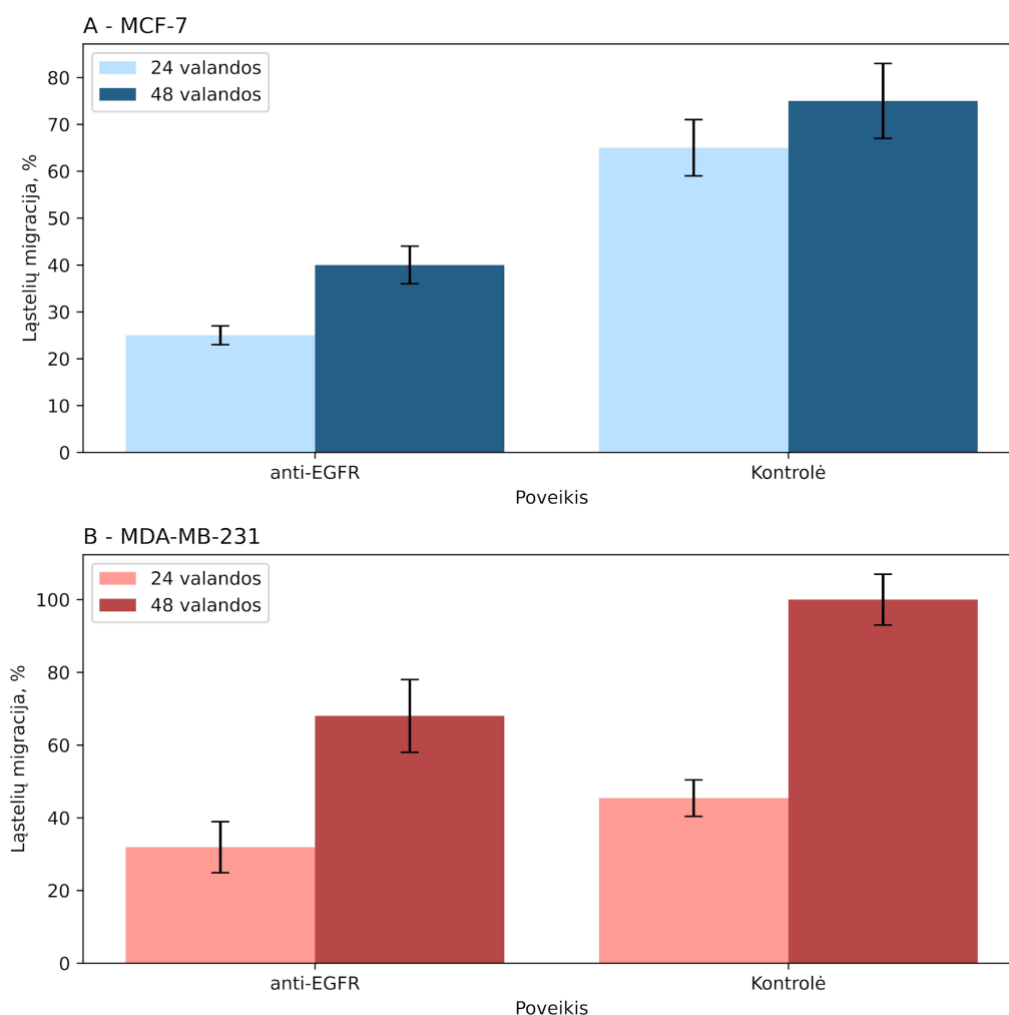 A - MCF-7
24 valandos
48 valandos
80
70
60
50
40
30
20
10
0
Ląstelių migracija, %
anti-EGFR
Kontrolė
Poveikis
B - MDA-MB-231
24 valandos
48 valandos
100
80
60
40
20
0
Ląstelių migracija, %
anti-EGFR
Kontrolė
Poveikis